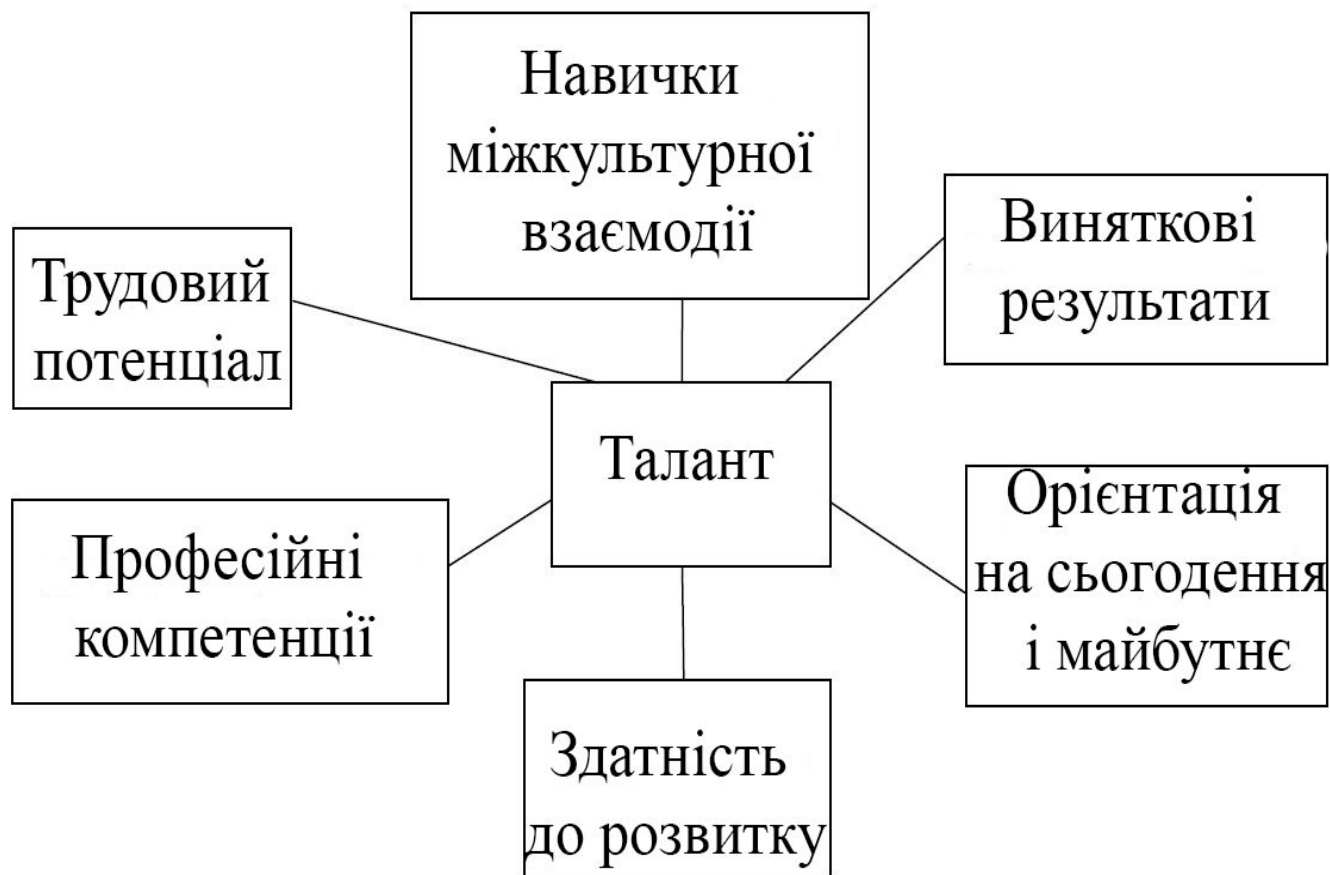 Навички
міжкультурної
взаємодії
Виняткові
результати
Трудовий
потенціал
Талант
Орієнтація
на сьогодення
і майбутнє
Професійні
компетенції
Здатність
до розвитку